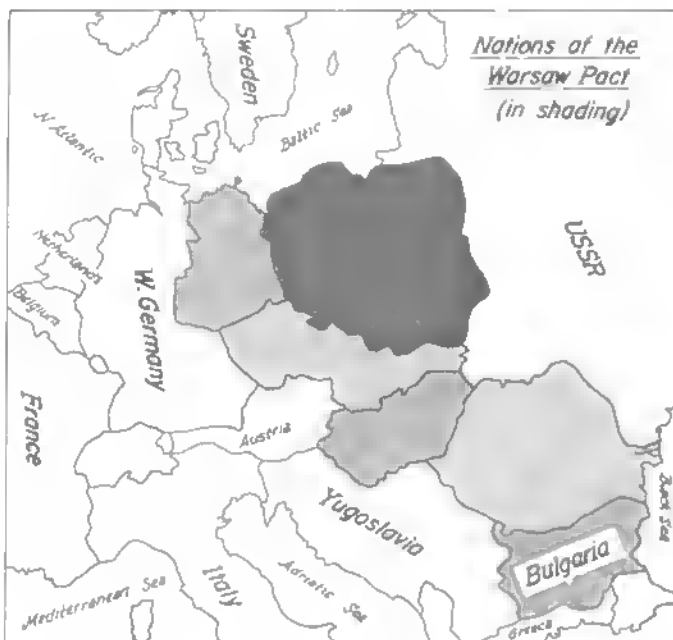 Nations of the
Warsaw Pact
(in shading)
Sweden
Baltic Sea
N Atlantic
USSR
Netherlands
Belgium
W. Germany
France
Austria
Black Sea
Yugoslavia
Bulgaria
Italy
Adriatic Sea
Mediterranean Sea
Greece